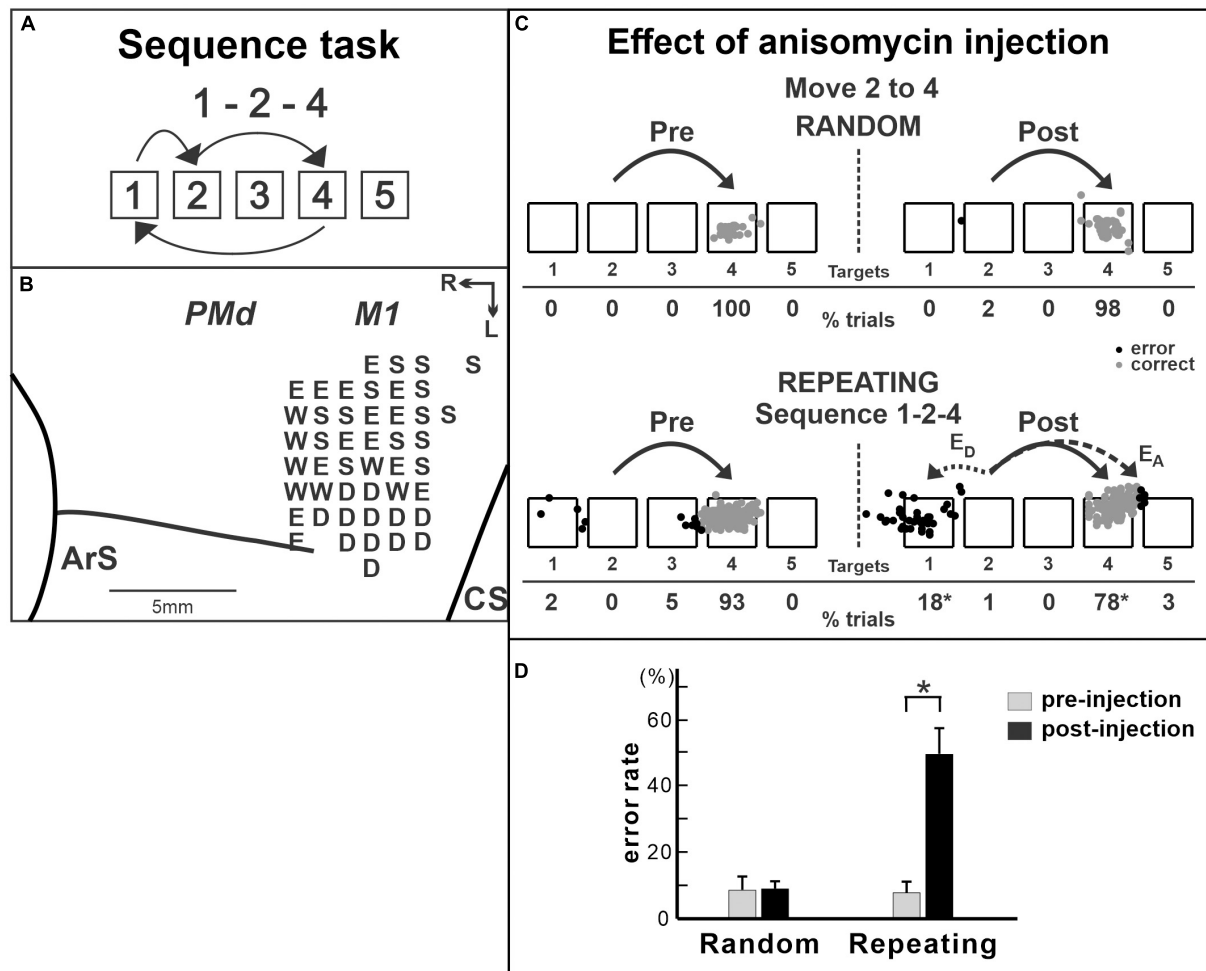 A
Sequence task
1 - 2 - 4
1 2 3 4 5
B
R
L
PMd M1
E S S S
E E E S E S
W S S E E S S
W S E E S S
W E S W E S
W W D D W E
E D D D D D
E D D D D
D
ArS
5mm
CS
C
Effect of anisomycin injection
Move 2 to 4
Pre RANDOM Post
1 2 3 4 5 Targets 1 2 3 4 5
0 0 0 100 0 % trials 0 2 0 98 0
error
correct
REPEATING
Sequence 1-2-4
Pre Post
ED EA
1 2 3 4 5 Targets 1 2 3 4 5
2 0 5 93 0 % trials 18* 1 0 78* 3
D
(%)
60
40
20
0
error rate
*
pre-injection
post-injection
Random Repeating